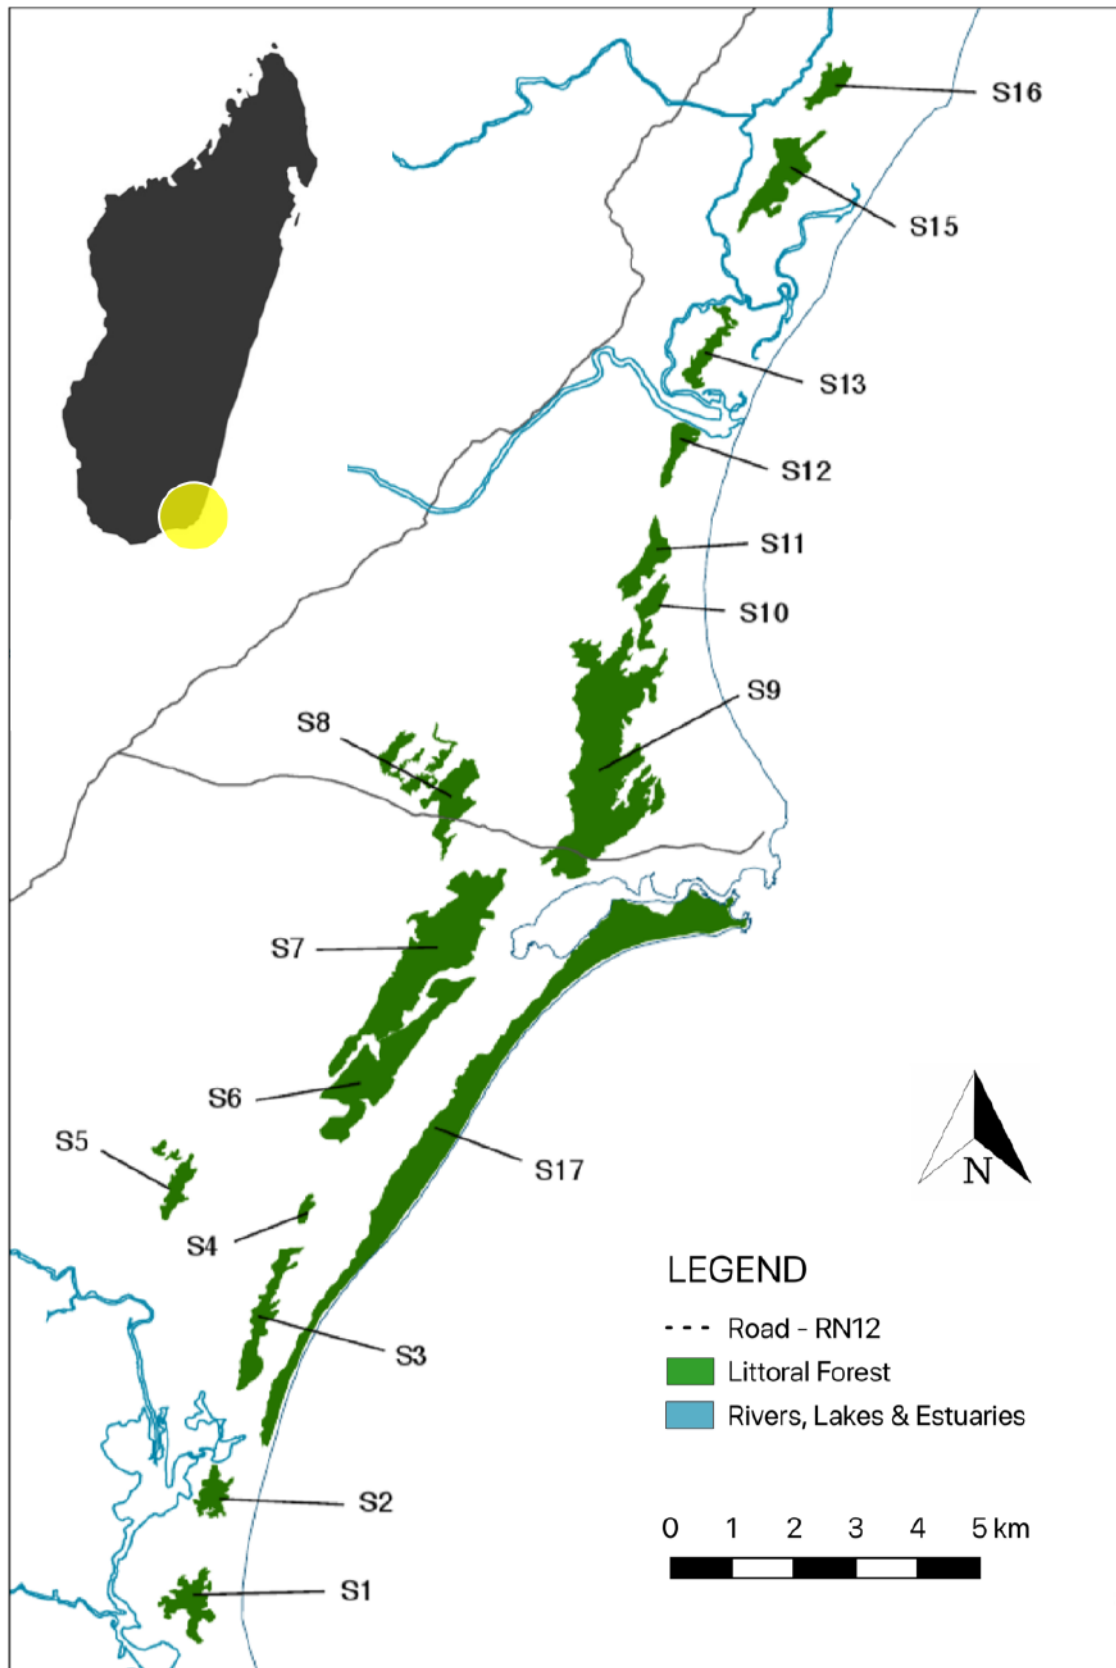 S16
S15
S13
S12
S11
S10
S9
S8
S7
S6
S5
S17
S4
S3
S2
S1
N
LEGEND
Road - RN12
Littoral Forest
Rivers, Lakes & Estuaries
0 1 2 3 4 5 km